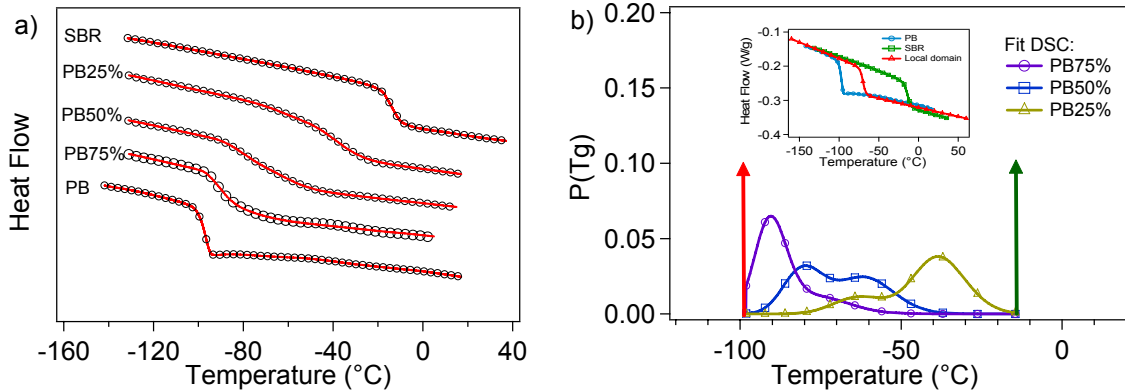 a)
SBR
PB25%
PB50%
PB75%
PB
Heat Flow
-160
-120
-80
-40
0
40
Temperature (°C)
b)
0.20
0.15
0.10
0.05
0.00
P(Tg)
-100
-50
0
Temperature (°C)
Fit DSC:
PB75%
PB50%
PB25%
-0.1
-0.2
-0.3
-0.4
Heat Flow (W/g)
PB
SBR
Local domain
-150
-100
-50
0
50
Temperature (°C)